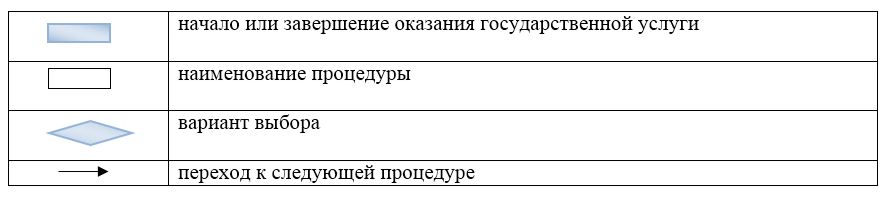 начало или завершение оказания государственной услуги
наименование процедуры
вариант выбора
переход к следующей процедуре